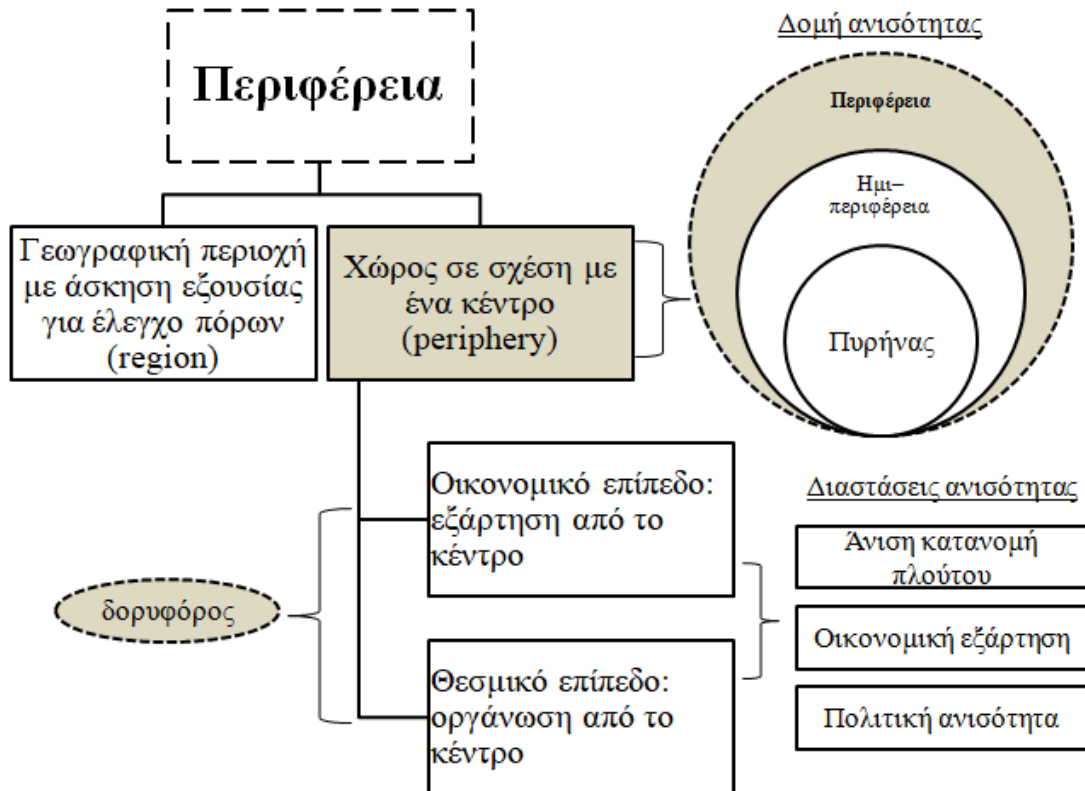 Περιφέρεια
Γεωγραφική περιοχή
με άσκηση εξουσίας
για έλεγχο πόρων
(region)
Χώρος σε σχέση με
ένα κέντρο
(periphery)
Δομή ανισότητας
Περιφέρεια
Ημι–
περιφέρεια
Πυρήνας
Οικονομικό επίπεδο:
εξάρτηση από το
κέντρο
Θεσμικό επίπεδο:
οργάνωση από το
κέντρο
δορυφόρος
Διαστάσεις ανισότητας
Άνιση κατανομή
πλούτου
Οικονομική εξάρτηση
Πολιτική ανισότητα